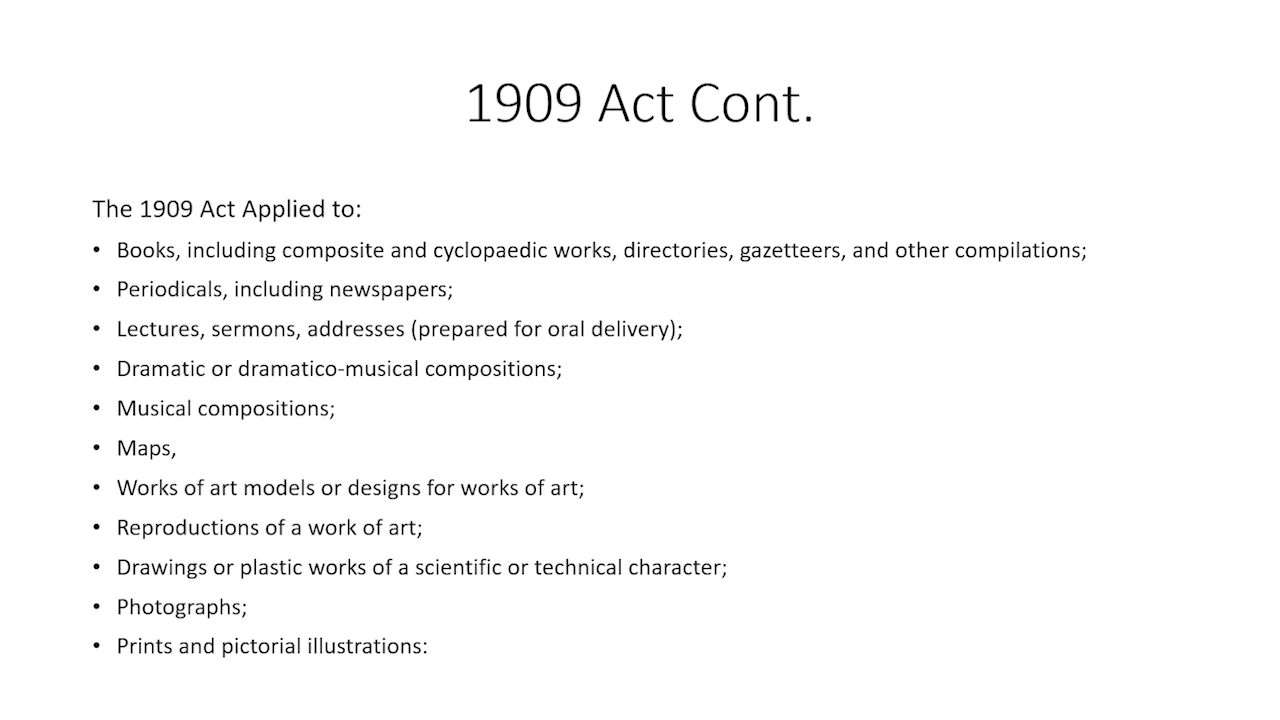 1909 Act Cont.
The 1909 Act Applied to:
• Books, including composite and cyclopaedic works, directories, gazetteers, and other compilations;
• Periodicals, including newspapers;
• Lectures, sermons, addresses (prepared for oral delivery);
• Dramatic or dramatico-musical compositions;
• Musical compositions;
• Maps,
• Works of art models or designs for works of art;
• Reproductions of a work of art;
• Drawings or plastic works of a scientific or technical character;
• Photographs;
• Prints and pictorial illustrations: